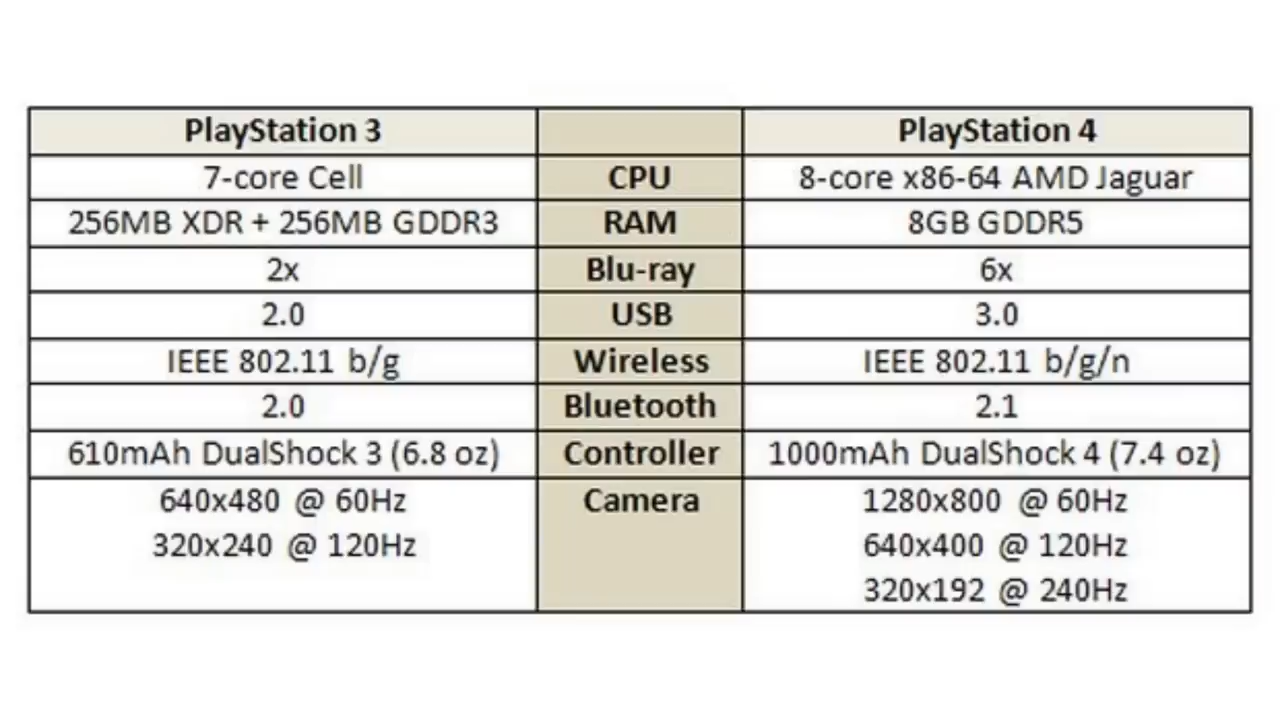 PlayStation 3 PlayStation 4
7-core Cell CPU 8-core x86-64 AMD Jaguar
256MB XDR + 256MB GDDR3 RAM 8GB GDDR5
2x Blu-ray 6x
2.0 USB 3.0
IEEE 802.11 b/g Wireless IEEE 802.11 b/g/n
2.0 Bluetooth 2.1
610mAh DualShock 3 (6.8 oz) Controller 1000mAh DualShock 4 (7.4 oz)
640x480 @ 60Hz Camera 1280x800 @ 60Hz
320x240 @ 120Hz 640x400 @ 120Hz
320x192 @ 240Hz